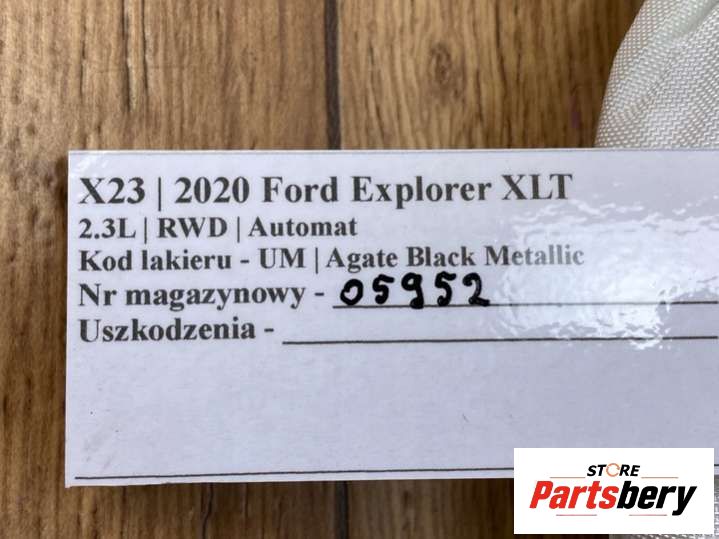 X23 | 2020 Ford Explorer XLT
2.3L | RWD | Automat
Kod lakieru - UM | Agate Black Metallic
Nr magazynowy - 05952
Uszkodzenia -
STORE
Partsbery